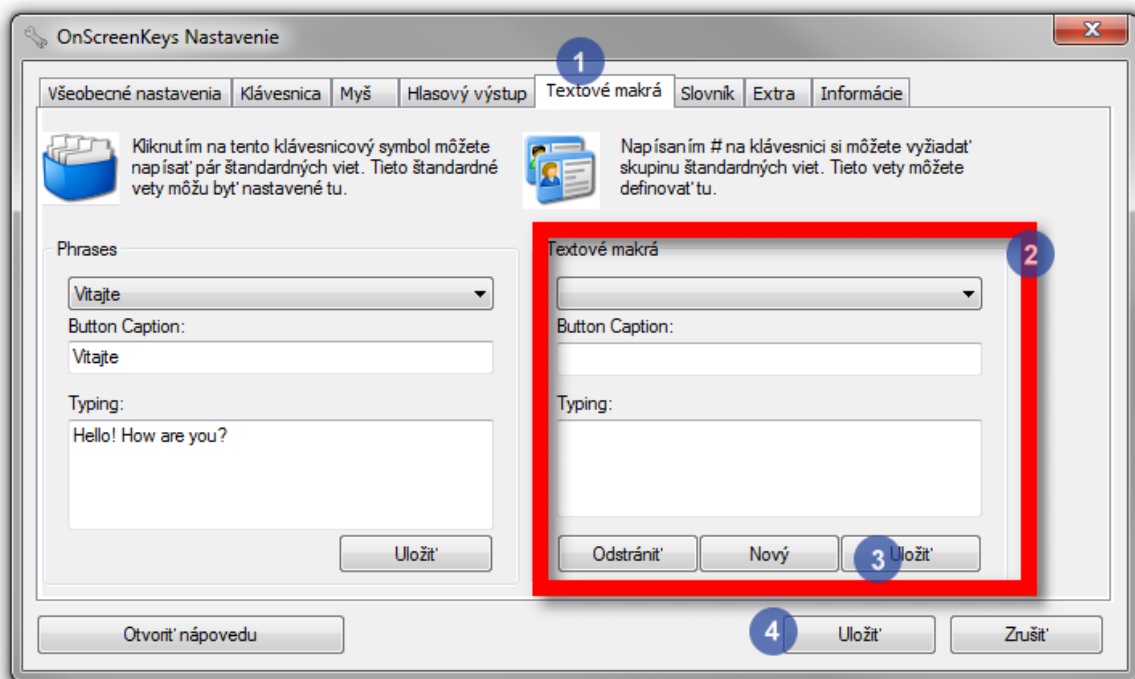 OnScreenKeys Nastavenie
1
Všeobecné nastavenia
Klávesnica
Myš
Hlasový výstup
Textové makrá
Slovník
Extra
Informácie
Kliknutím na tento klávesnicový symbol môžete
napísať pár štandardných viet. Tieto štandardné
vety môžu byť nastavené tu.
Napísaním # na klávesnici si môžete vyžiadať
skupinu štandardných viet. Tieto vety môžete
definovať tu.
Phrases
Vitajte
Button Caption:
Vitajte
Typing:
Hello! How are you?
Uložiť
Textové makrá
2
Button Caption:
Typing:
Odstrániť
Nový
3
Uložiť
Otvoriť nápovedu
4
Uložiť
Zrušiť